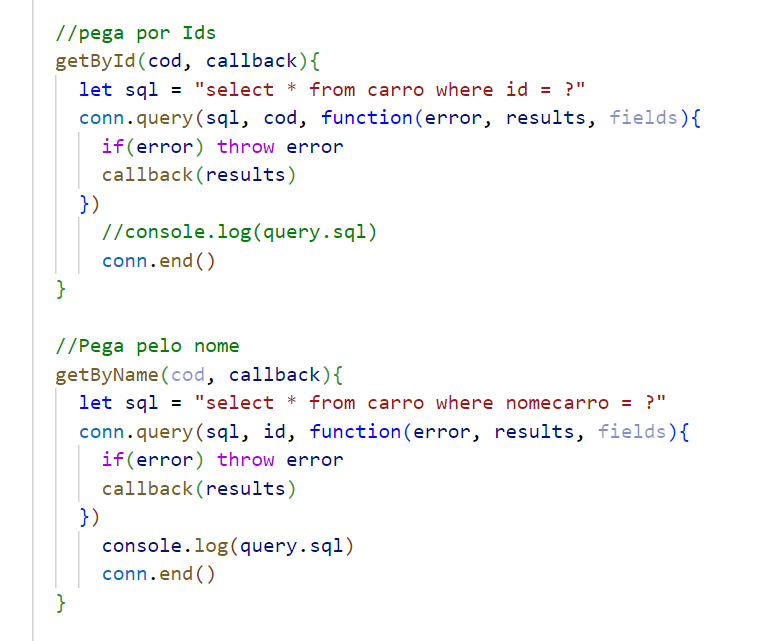 //pega por Ids
getById(cod, callback){
let sql = "select * from carro where id = ?"
conn.query(sql, cod, function(error, results, fields){
if(error) throw error
callback(results)
})
//console.log(query.sql)
conn.end()
}
//Pega pelo nome
getByName(cod, callback){
let sql = "select * from carro where nomecarro = ?"
conn.query(sql, id, function(error, results, fields){
if(error) throw error
callback(results)
})
console.log(query.sql)
conn.end()
}